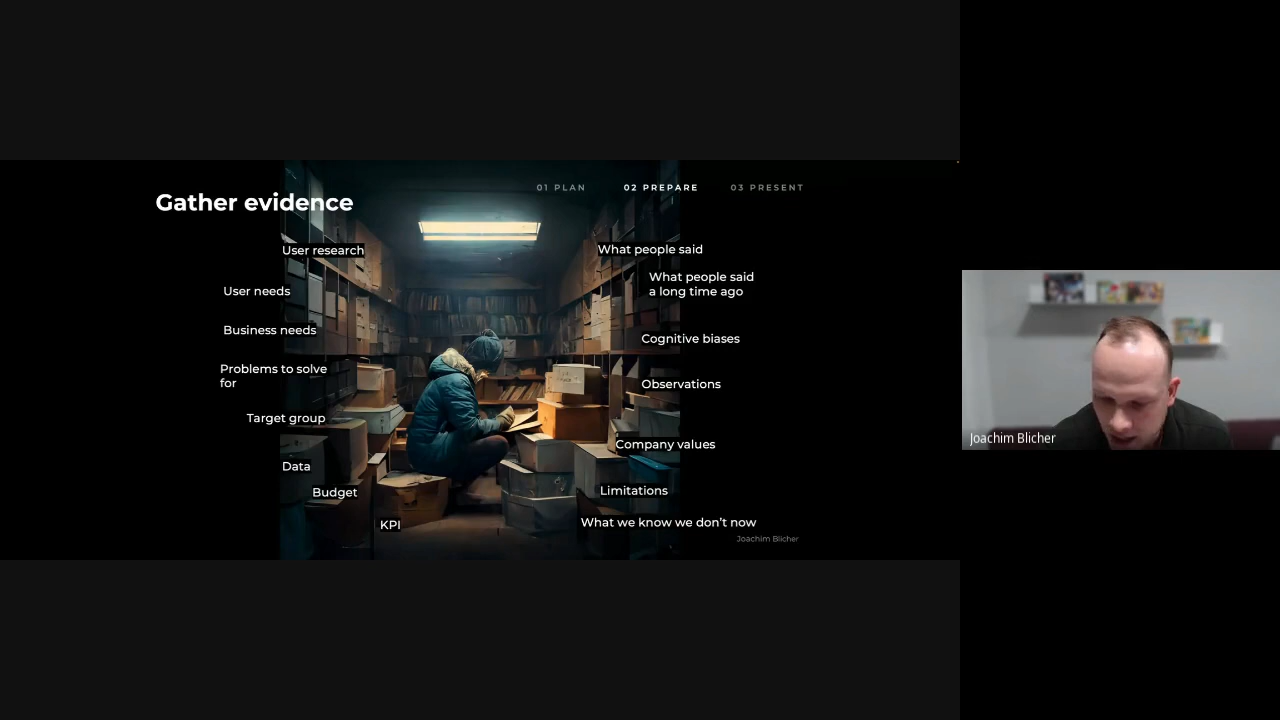 Gather evidence
01 PLAN
02 PREPARE
03 PRESENT
User research
User needs
Business needs
Problems to solve
for
Target group
Data
Budget
KPI
What people said
What people said
a long time ago
Cognitive biases
Observations
Company values
Limitations
What we know we don’t now
Joachim Blicher
Joachim Blicher